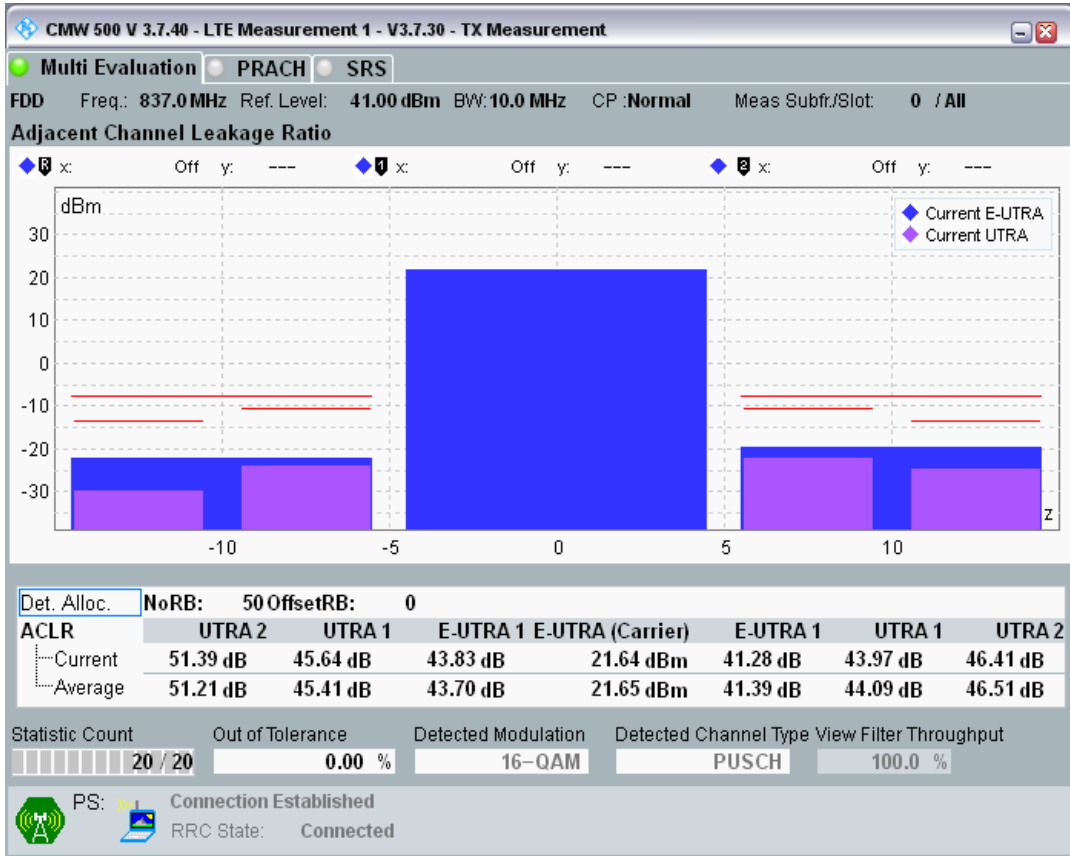 CMW 500 V 3.7.40 - LTE Measurement 1 - V3.7.30 - TX Measurement
Multi Evaluation PRACH SRS
FDD Freq.: 837.0 MHz Ref. Level: 41.00 dBm BW: 10.0 MHz CP :Normal Meas Subfr./Slot: 0 / All
Adjacent Channel Leakage Ratio
R x: Off y: --- 1 x: Off y: --- 2 x: Off y: ---
dBm
Current E-UTRA
Current UTRA
30
20
10
0
-10
-20
-30
z
-10 -5 0 5 10
Det. Alloc. NoRB: 50 OffsetRB: 0
ACLR UTRA 2 UTRA 1 E-UTRA 1 E-UTRA (Carrier) E-UTRA 1 UTRA 1 UTRA 2
Current 51.39 dB 45.64 dB 43.83 dB 21.64 dBm 41.28 dB 43.97 dB 46.41 dB
Average 51.21 dB 45.41 dB 43.70 dB 21.65 dBm 41.39 dB 44.09 dB 46.51 dB
Statistic Count Out of Tolerance Detected Modulation Detected Channel Type View Filter Throughput
20 / 20 0.00 % 16-QAM PUSCH 100.0 %
PS: Connection Established
RRC State: Connected